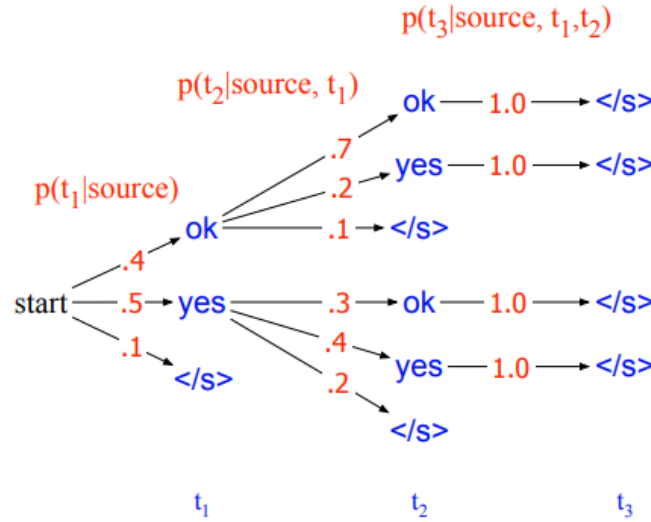 p(t₃|source, t₁,t₂)
p(t₂|source, t₁)
ok 1.0 </s>
.7
yes 1.0 </s>
p(t₁|source)
.2
ok .1 </s>
.4
start .5 yes .3 ok 1.0 </s>
.1 .4
yes 1.0 </s>
</s> .2
</s>
t₁ t₂ t₃